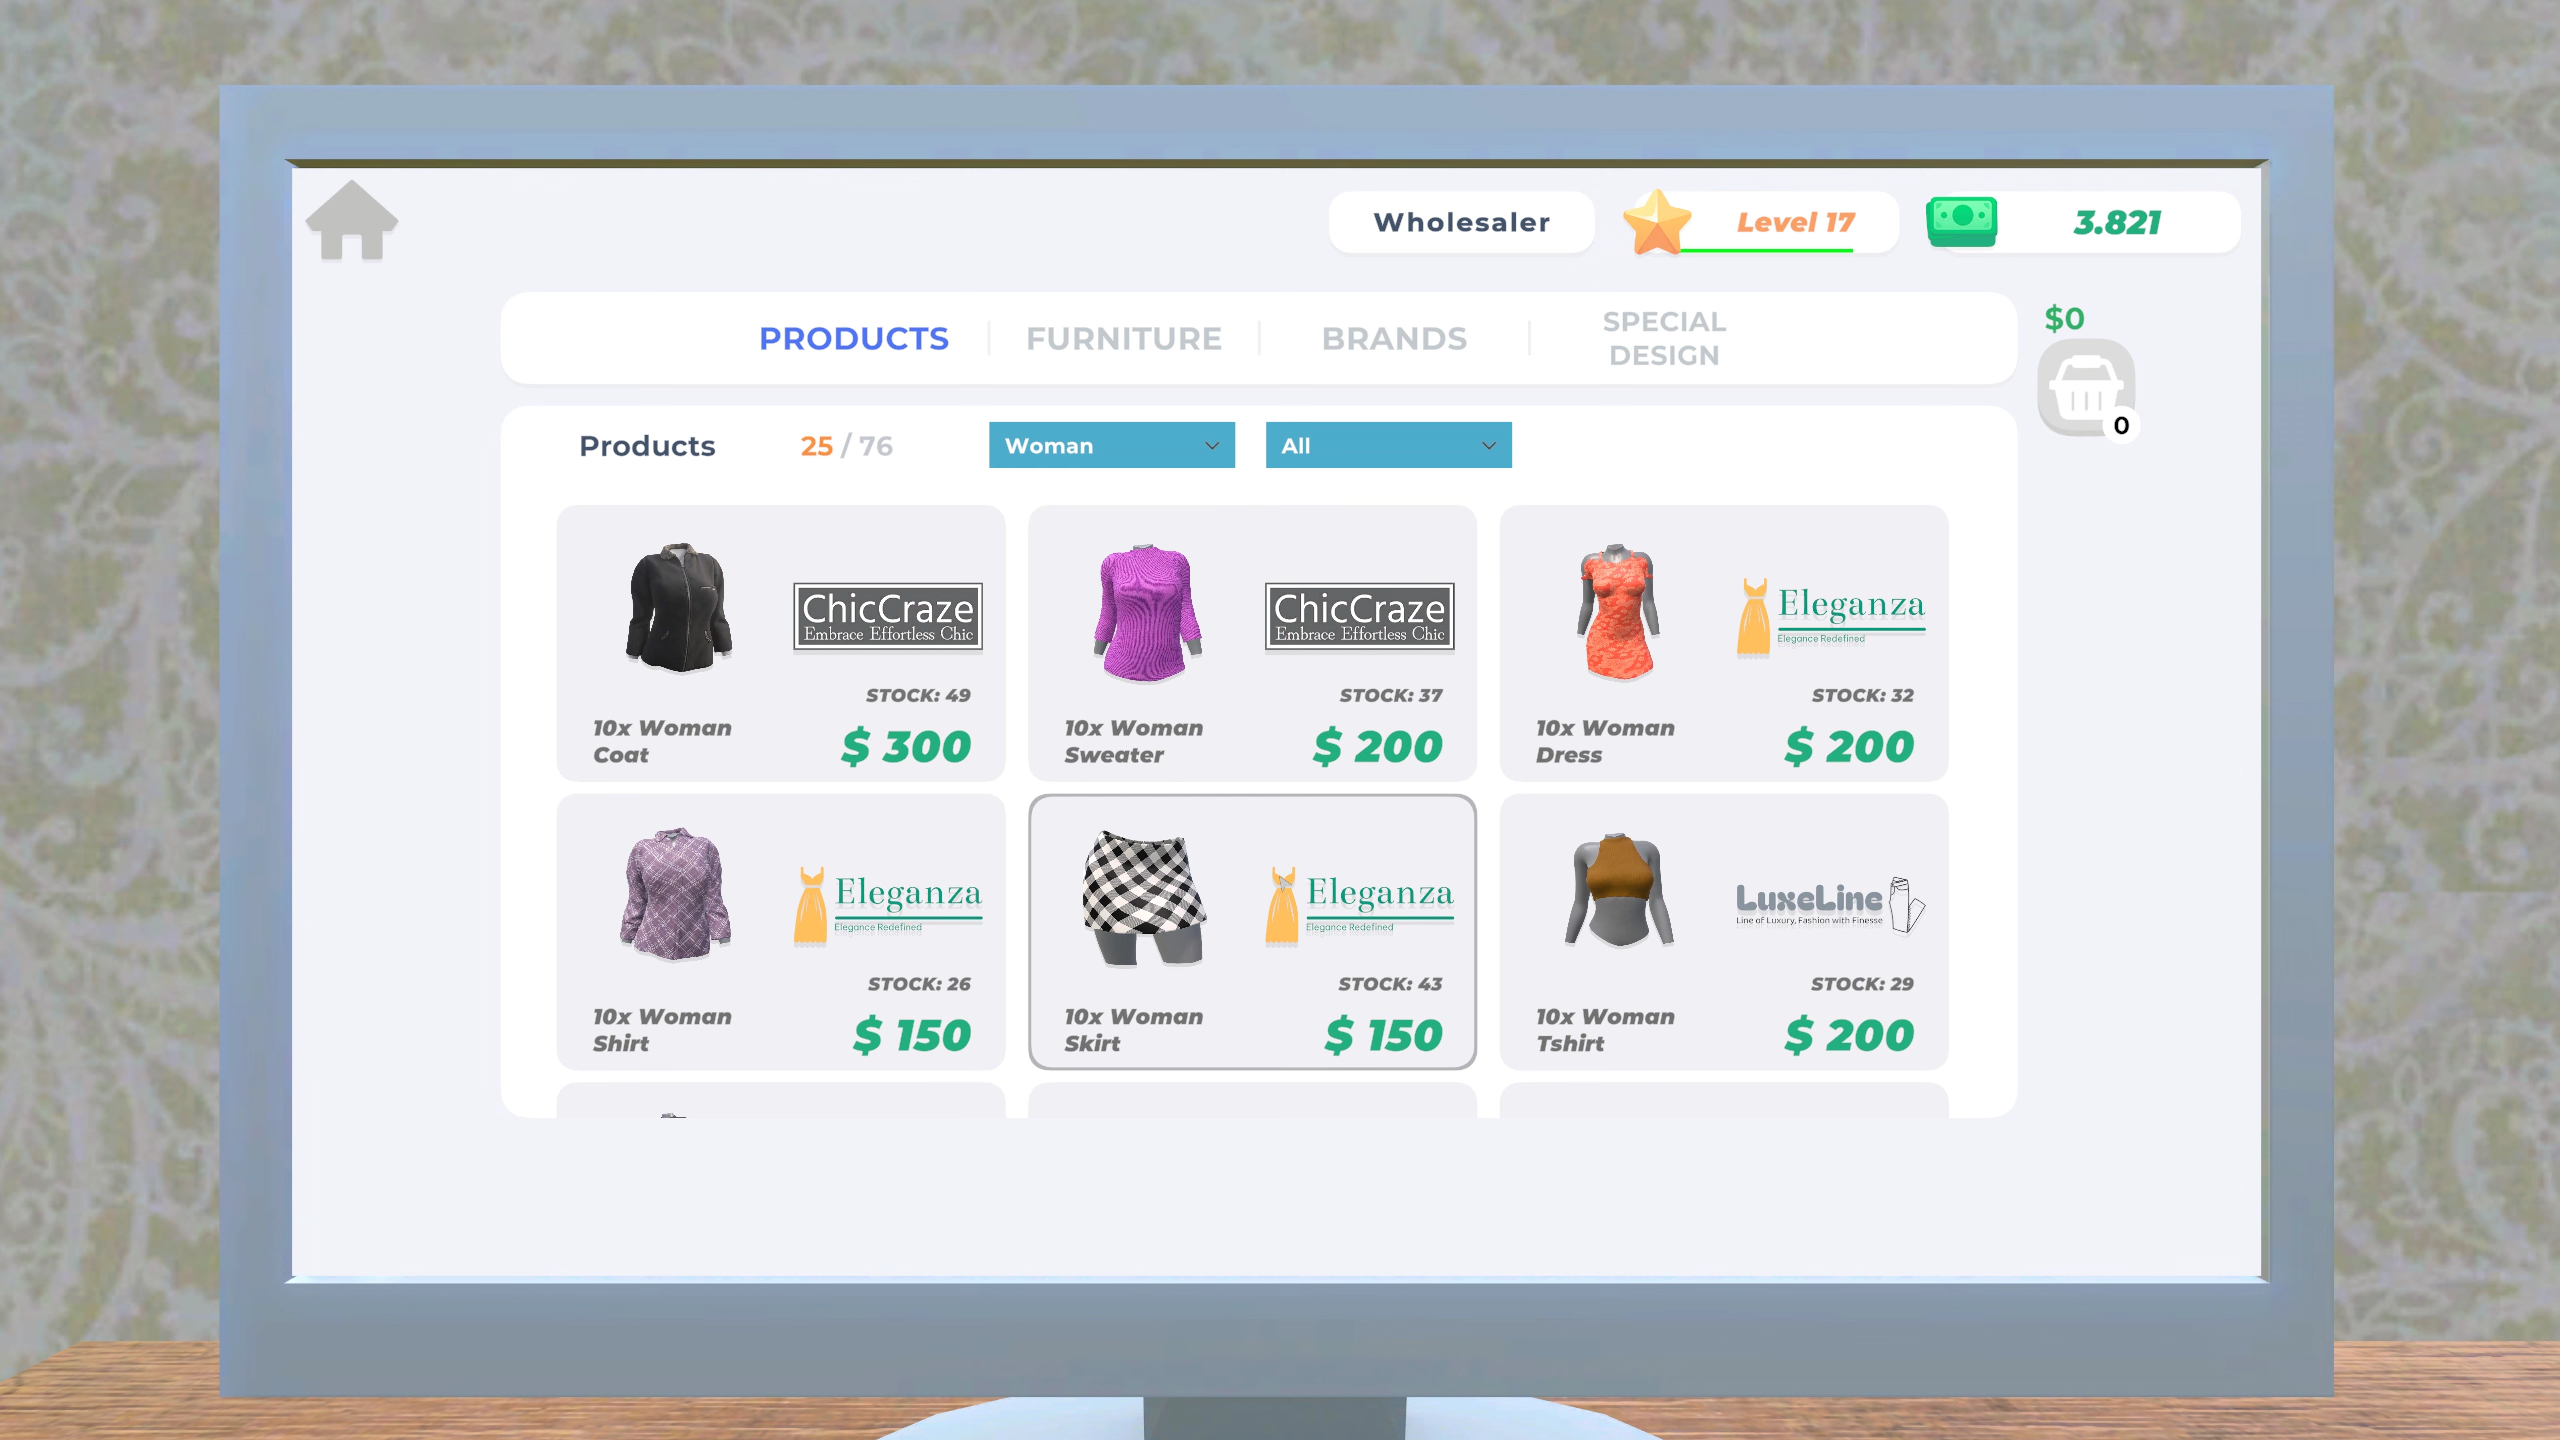 Wholesaler
Level 17
3.821
PRODUCTS
FURNITURE
BRANDS
SPECIAL
DESIGN
$0
0
Products
25 / 76
Woman
All
ChicCraze
Embrace Effortless Chic
STOCK: 49
10x Woman
Coat
$ 300
ChicCraze
Embrace Effortless Chic
STOCK: 37
10x Woman
Sweater
$ 200
Eleganza
Elegance Redefined
STOCK: 32
10x Woman
Dress
$ 200
Eleganza
Elegance Redefined
STOCK: 26
10x Woman
Shirt
$ 150
Eleganza
Elegance Redefined
STOCK: 43
10x Woman
Skirt
$ 150
LuxeLine
Line of Luxury, Fashion with Finesse
STOCK: 29
10x Woman
Tshirt
$ 200